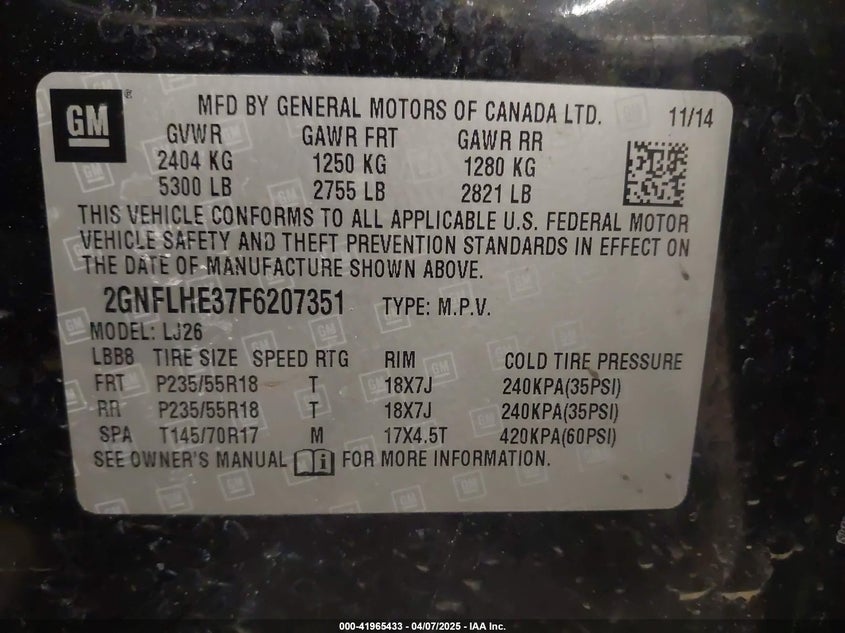 GM ® MFD BY GENERAL MOTORS OF CANADA LTD. 11/14
GVWR GAWR FRT GAWR RR
2404 KG 1250 KG 1280 KG
5300 LB 2755 LB 2821 LB
THIS VEHICLE CONFORMS TO ALL APPLICABLE U.S. FEDERAL MOTOR
VEHICLE SAFETY AND THEFT PREVENTION STANDARDS IN EFFECT ON
THE DATE OF MANUFACTURE SHOWN ABOVE.
2GNFLHE37F6207351 TYPE: M.P.V.
MODEL: LJ26
LBB8 TIRE SIZE SPEED RTG RIM COLD TIRE PRESSURE
FRT P235/55R18 T 18X7J 240KPA(35PSI)
RR P235/55R18 T 18X7J 240KPA(35PSI)
SPA T145/70R17 M 17X4.5T 420KPA(60PSI)
SEE OWNER'S MANUAL i FOR MORE INFORMATION.
000-41965433 - 04/07/2025 - IAA Inc.